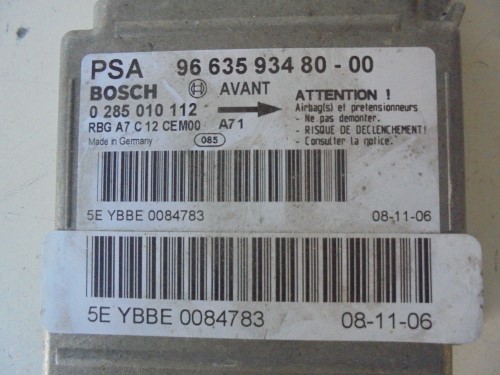 PSA 96 635 934 80 - 00
BOSCH AVANT
0 285 010 112
RBG A7 C 12 CEM00 A71
Made in Germany 085
ATTENTION !
Airbag(s) et pretensionneurs
- Ne pas demonter.
- RISQUE DE DECLENCHEMENT!
- Consulter la notice.
5E YBBE 0084783 08-11-06
5E YBBE 0084783 08-11-06